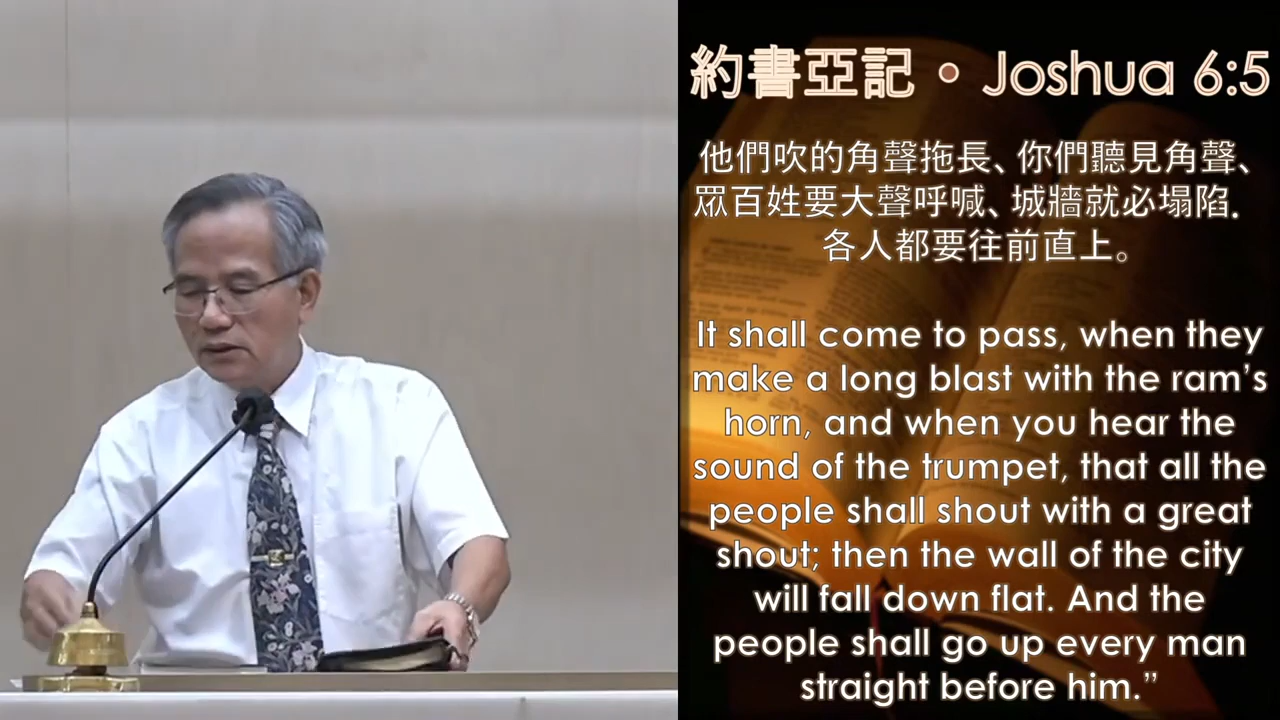 約書亞記 • Joshua 6:5
他們吹的角聲拖長、你們聽見角聲、
眾百姓要大聲呼喊、城牆就必塌陷．
各人都要往前直上。
It shall come to pass, when they
make a long blast with the ram’s
horn, and when you hear the
sound of the trumpet, that all the
people shall shout with a great
shout; then the wall of the city
will fall down flat. And the
people shall go up every man
straight before him.”